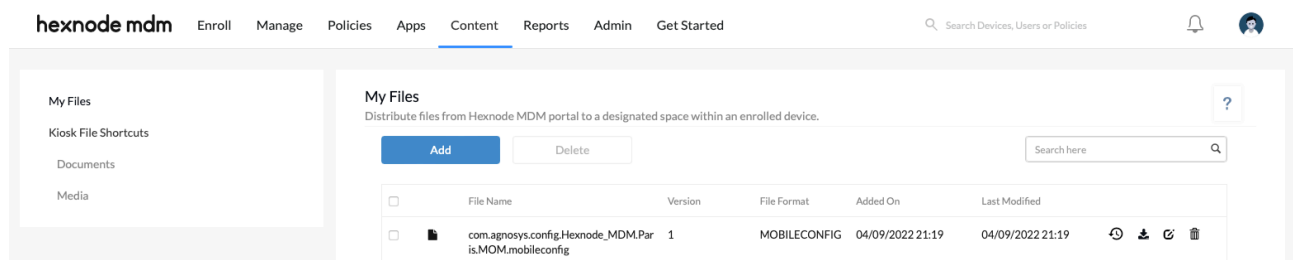 hexnode mdm Enroll Manage Policies Apps Content Reports Admin Get Started Search Devices, Users or Policies
My Files
Kiosk File Shortcuts
Documents
Media
My Files
Distribute files from Hexnode MDM portal to a designated space within an enrolled device.
?
Add Delete Search here
File Name Version File Format Added On Last Modified
com.agnosys.config.Hexnode_MDM.Par 1 MOBILECONFIG 04/09/2022 21:19 04/09/2022 21:19
is.MOM.mobileconfig